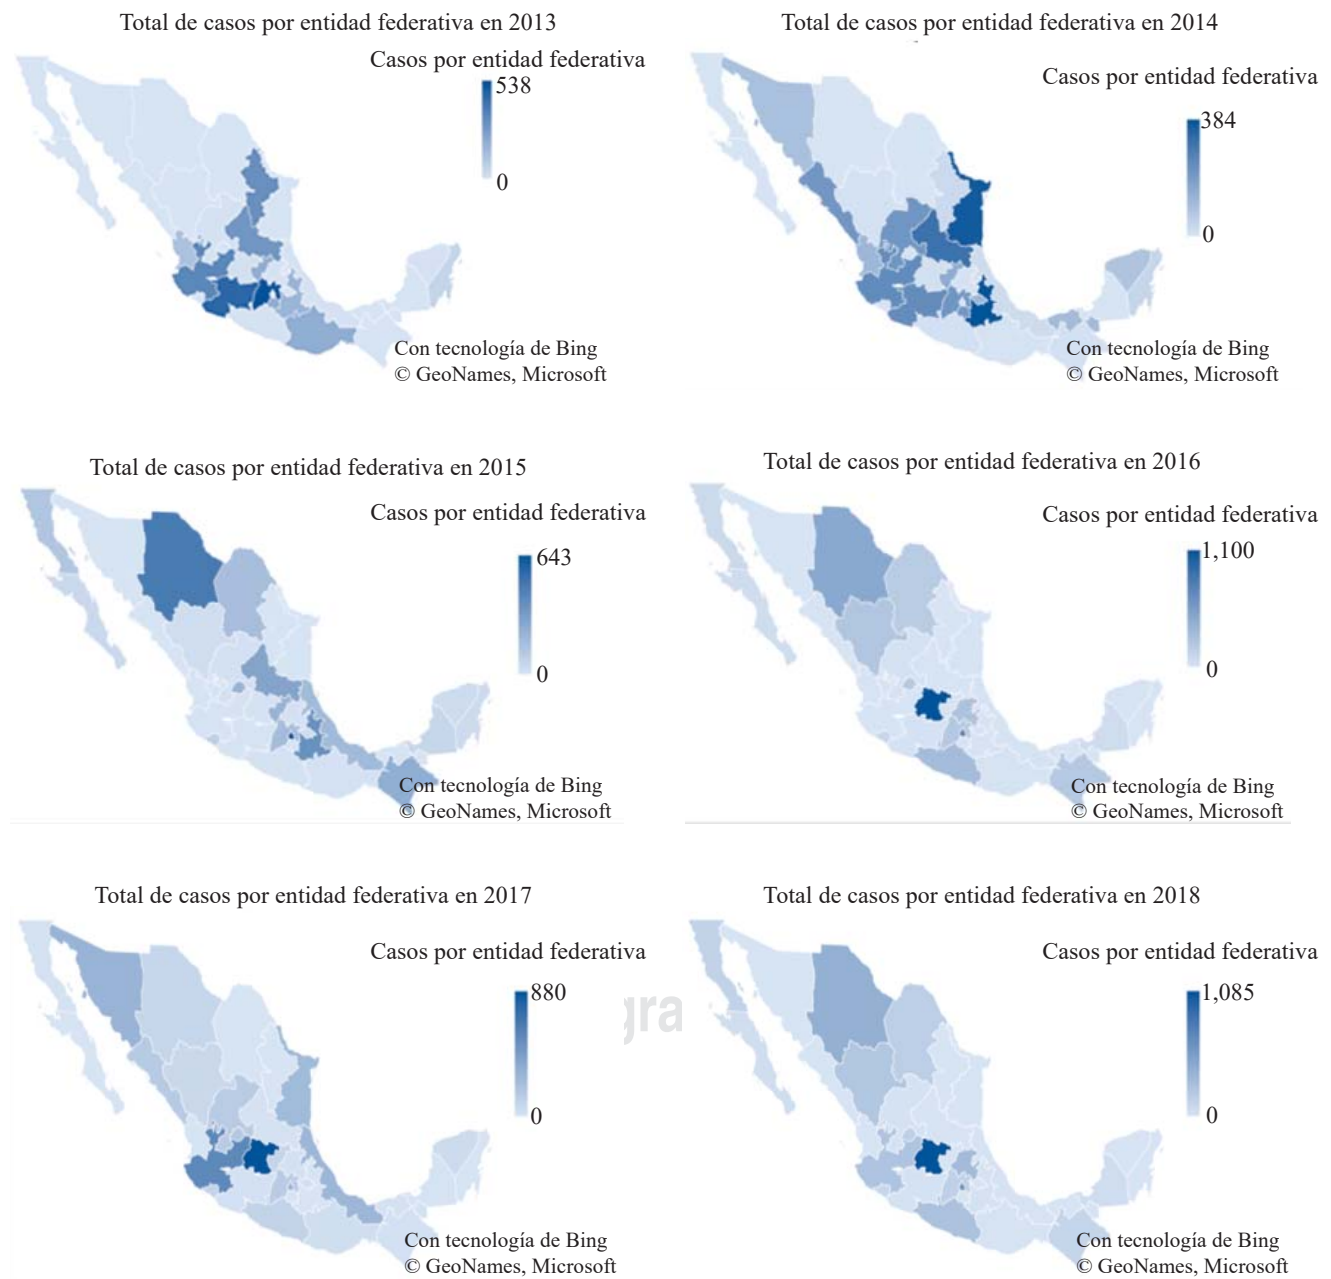 Total de casos por entidad federativa en 2013
Casos por entidad federativa
538
0
Con tecnología de Bing
© GeoNames, Microsoft
Total de casos por entidad federativa en 2014
Casos por entidad federativa
384
0
Con tecnología de Bing
© GeoNames, Microsoft
Total de casos por entidad federativa en 2015
Casos por entidad federativa
643
0
Con tecnología de Bing
© GeoNames, Microsoft
Total de casos por entidad federativa en 2016
Casos por entidad federativa
1,100
0
Con tecnología de Bing
© GeoNames, Microsoft
Total de casos por entidad federativa en 2017
Casos por entidad federativa
880
0
Con tecnología de Bing
© GeoNames, Microsoft
Total de casos por entidad federativa en 2018
Casos por entidad federativa
1,085
0
Con tecnología de Bing
© GeoNames, Microsoft